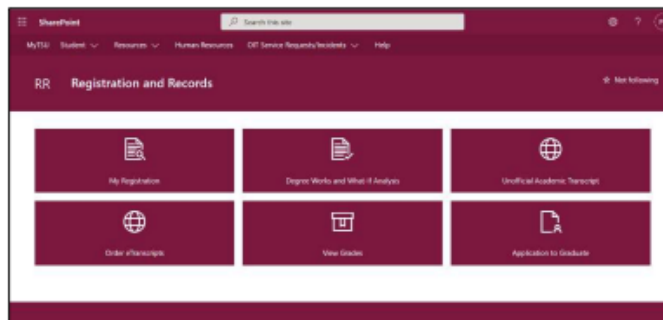 SharePoint Search this site ?
MyTSU Student Resources Human Resources OIT Service Requests/Incidents Help
RR Registration and Records Not following
My Registration Degree Works and What if Analysis Unofficial Academic Transcript
Order eTranscripts View Grades Application to Graduate